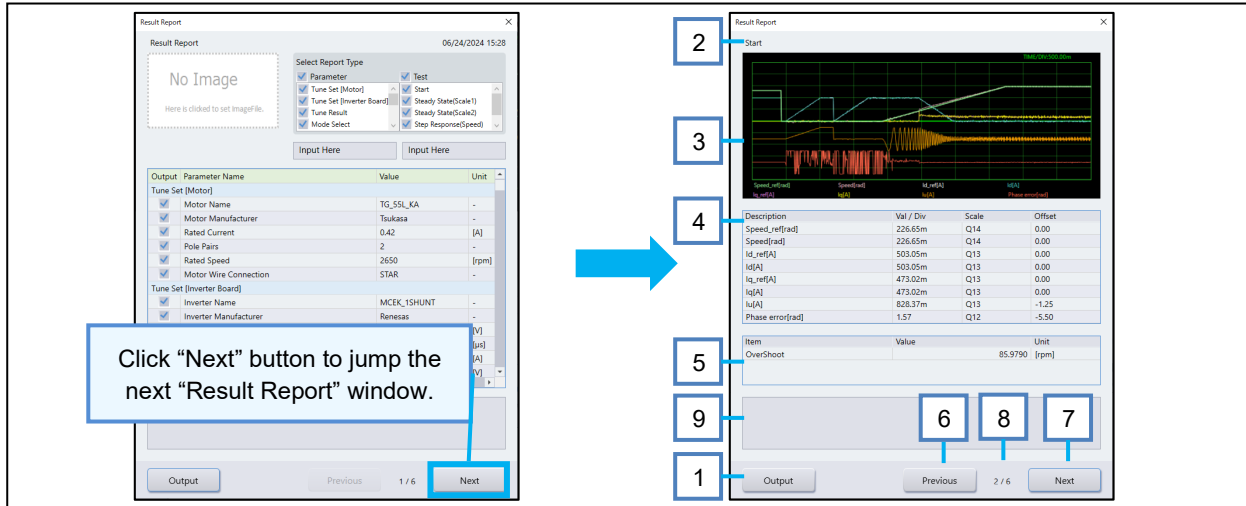 Result Report
×
Result Report 06/24/2024 15:28
No Image
Here is clicked to set ImageFile.
Select Report Type
Parameter Test
Tune Set [Motor] Start
Tune Set [Inverter Board] Steady State(Scale1)
Tune Result Steady State(Scale2)
Mode Select Step Response(Speed)
Input Here Input Here
Output Parameter Name Value Unit
Tune Set [Motor]
Motor Name TG_55L_KA -
Motor Manufacturer Tsukasa -
Rated Current 0.42 [A]
Pole Pairs 2 -
Rated Speed 2650 [rpm]
Motor Wire Connection STAR -
Tune Set [Inverter Board]
Inverter Name MCEK_1SHUNT -
Inverter Manufacturer Renesas -
[V]
[µs]
[A]
[V]
Click “Next” button to jump the
next “Result Report” window.
Output Previous 1 / 6 Next
Result Report
×
2
Start
TIME/DIV:500.00m
3
Speed_ref[rad] Speed[rad] Id_ref[A] Id[A]
Iq_ref[A] Iq[A] Iu[A] Phase error[rad]
4
Description Val / Div Scale Offset
Speed_ref[rad] 226.65m Q14 0.00
Speed[rad] 226.65m Q14 0.00
Id_ref[A] 503.05m Q13 0.00
Id[A] 503.05m Q13 0.00
Iq_ref[A] 473.02m Q13 0.00
Iq[A] 473.02m Q13 0.00
Iu[A] 828.37m Q13 -1.25
Phase error[rad] 1.57 Q12 -5.50
5
Item Value Unit
OverShoot 85.9790 [rpm]
9
6 8 7
1
Output Previous 2 / 6 Next